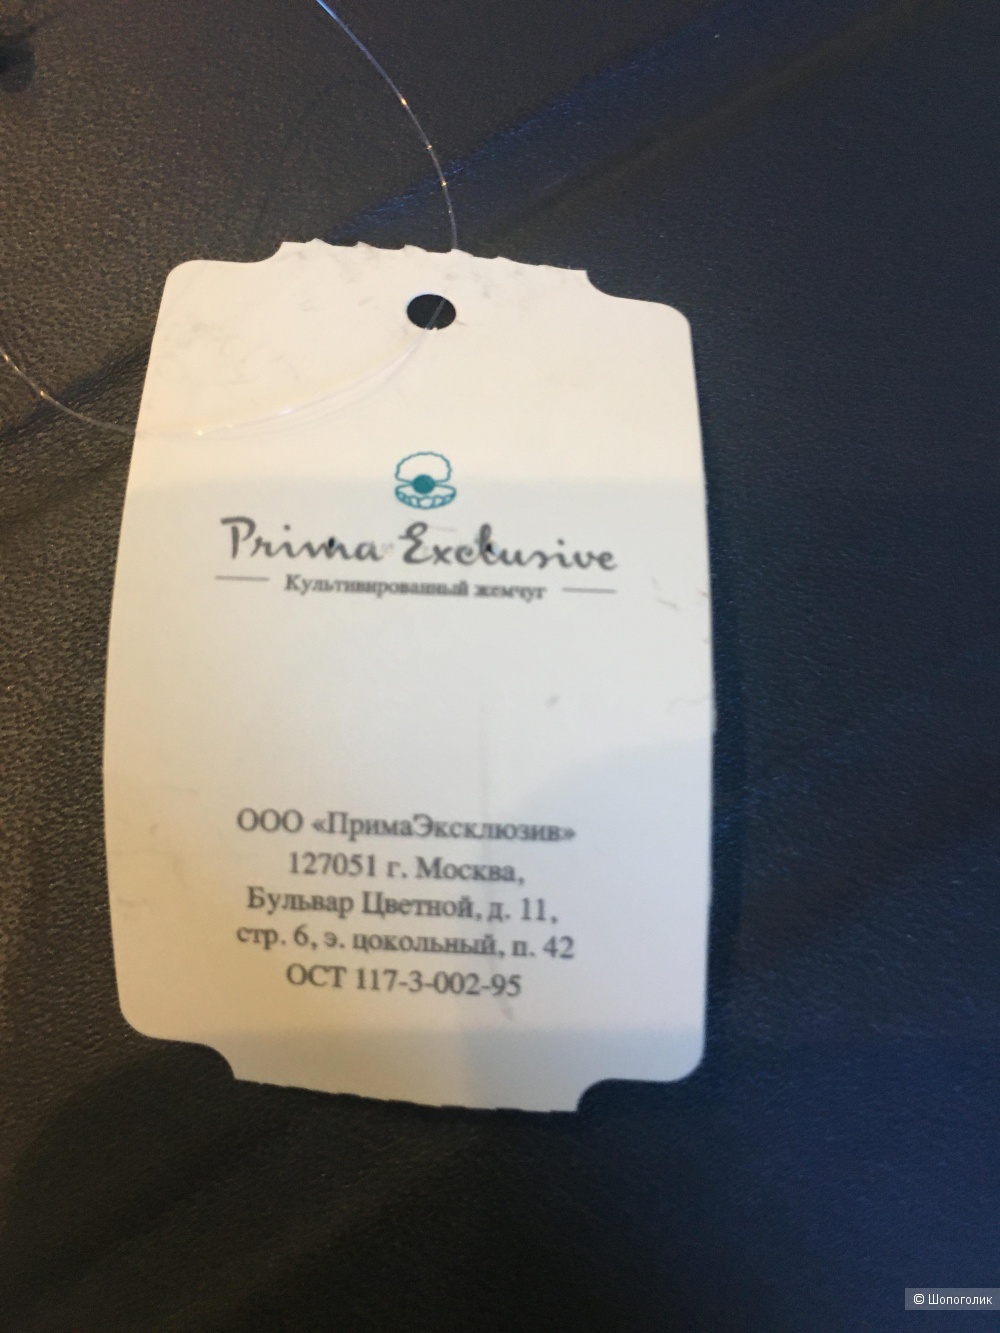 Prima Exclusive
Культивированный жемчуг
ООО «ПримаЭксклюзив»
127051 г. Москва,
Бульвар Цветной, д. 11,
стр. 6, э. цокольный, п. 42
ОСТ 117-3-002-95
© Шопоголик